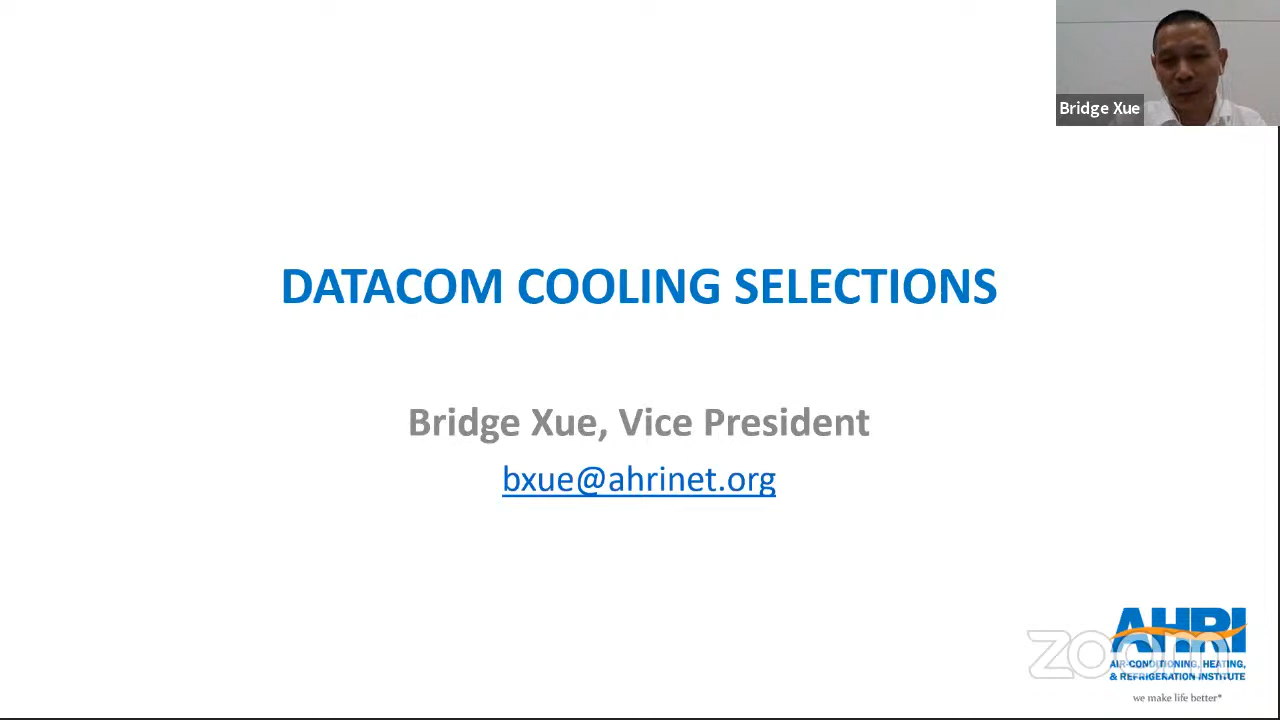 Bridge Xue
DATACOM COOLING SELECTIONS
Bridge Xue, Vice President
bxue@ahrinet.org
AHRI
zoom
AIR-CONDITIONING, HEATING,
& REFRIGERATION INSTITUTE
we make life better*